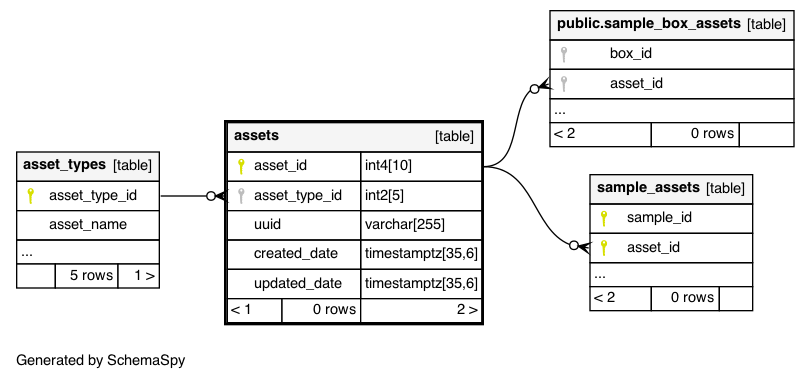 public.sample_box_assets [table]
box_id
asset_id
...
< 2 0 rows
assets [table]
asset_id int4[10]
asset_type_id int2[5]
uuid varchar[255]
created_date timestamptz[35,6]
updated_date timestamptz[35,6]
< 1 0 rows 2 >
asset_types [table]
asset_type_id
asset_name
...
5 rows 1 >
sample_assets [table]
sample_id
asset_id
...
< 2 0 rows
Generated by SchemaSpy